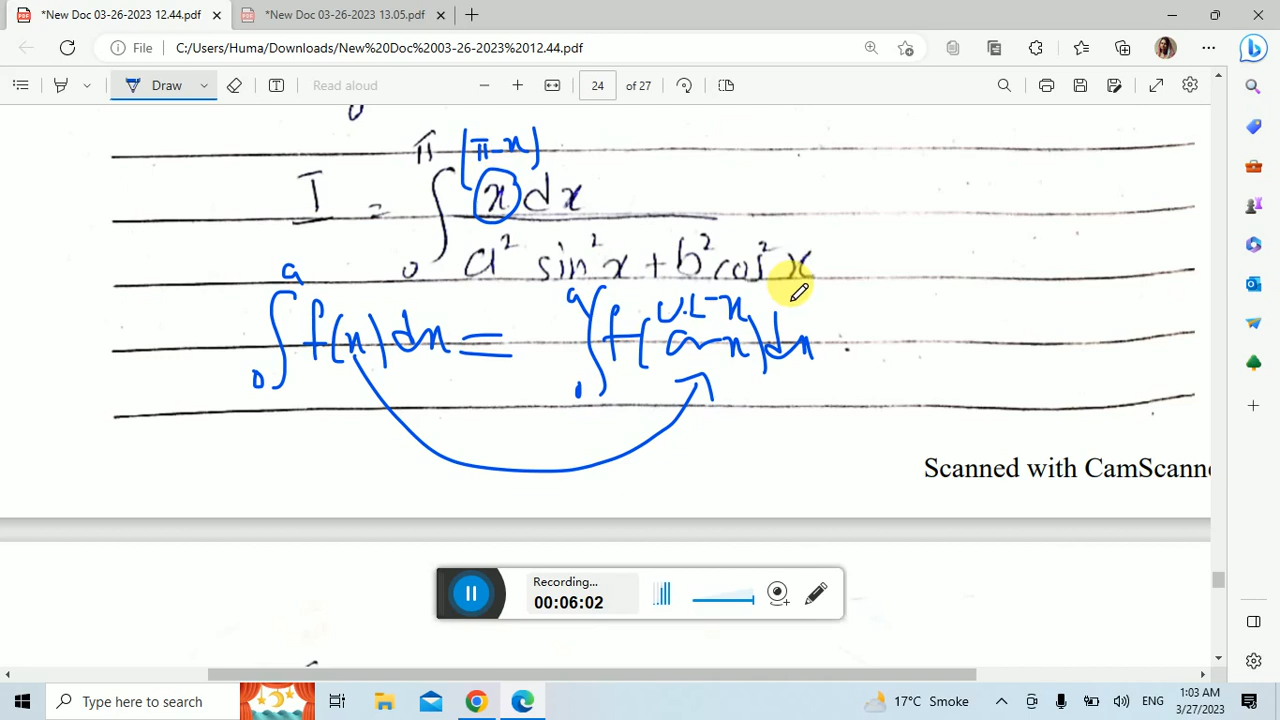 *New Doc 03-26-2023 12.44.pdf
*New Doc 03-26-2023 13.05.pdf
File
C:/Users/Huma/Downloads/New%20Doc%2003-26-2023%2012.44.pdf
Draw
Read aloud
24
of 27
π (π-x)
I = ∫ x dx
0 a² sin² x + b² cos² x
a a U.L-x
∫ f(x) dx = ∫ f(a-x) dx .
0 0
Scanned with CamScann
Recording...
00:06:02
Type here to search
17°C Smoke
ENG
1:03 AM
3/27/2023